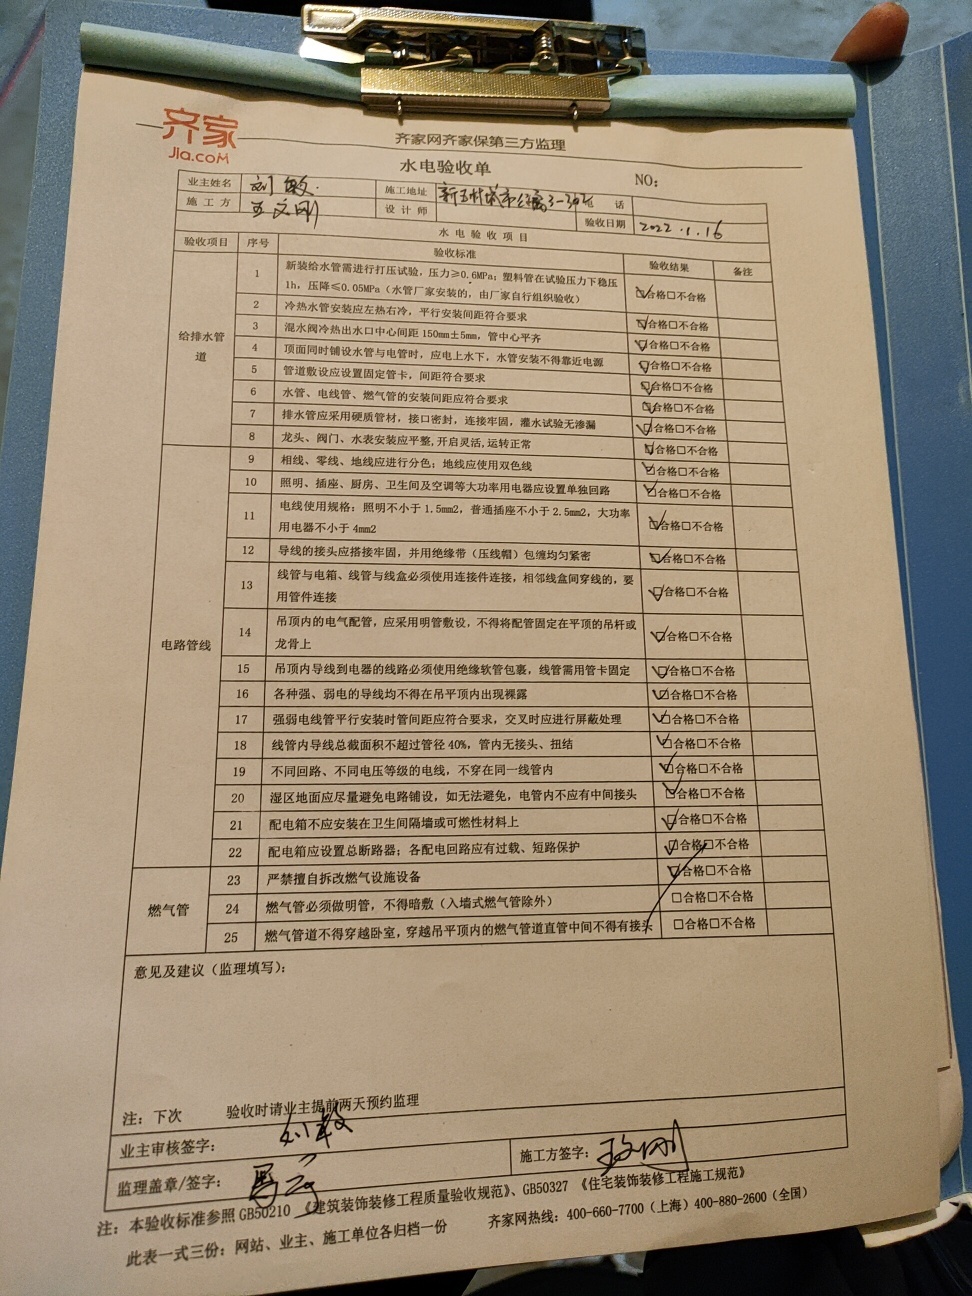 齐家
Jia.coM
齐家网齐家保第三方监理
水电验收单
NO:
业主姓名 刘敏 施工地址 电话
施工方 王文刚 设计师 验收日期 2022.1.16
水电验收项目
验收项目 序号 验收标准 验收结果 备注
给排水管道
1 新装给水管需进行打压试验，压力≥0.6MPa；塑料管在试验压力下稳压
1h，压降≤0.05MPa（水管厂家安装的，由厂家自行组织验收） ☑合格☐不合格
2 冷热水管安装应左热右冷，平行安装间距符合要求 ☑合格☐不合格
3 混水阀冷热出水口中心间距150mm±5mm，管中心平齐 ☑合格☐不合格
4 顶面同时铺设水管与电管时，应电上水下，水管安装不得靠近电源 ☑合格☐不合格
5 管道敷设应设置固定管卡，间距符合要求 ☑合格☐不合格
6 水管、电线管、燃气管的安装间距应符合要求 ☑合格☐不合格
7 排水管应采用硬质管材，接口密封，连接牢固，灌水试验无渗漏 ☑合格☐不合格
8 龙头、阀门、水表安装应平整,开启灵活,运转正常 ☑合格☐不合格
电路管线
9 相线、零线、地线应进行分色；地线应使用双色线 ☑合格☐不合格
10 照明、插座、厨房、卫生间及空调等大功率用电器应设置单独回路 ☑合格☐不合格
11 电线使用规格：照明不小于1.5mm2，普通插座不小于2.5mm2，大功率
用电器不小于4mm2 ☑合格☐不合格
12 导线的接头应搭接牢固，并用绝缘带（压线帽）包缠均匀紧密 ☑合格☐不合格
13 线管与电箱、线管与线盒必须使用连接件连接，相邻线盒间穿线的，要
用管件连接 ☑合格☐不合格
14 吊顶内的电气配管，应采用明管敷设，不得将配管固定在平顶的吊杆或
龙骨上 ☑合格☐不合格
15 吊顶内导线到电器的线路必须使用绝缘软管包裹，线管需用管卡固定 ☑合格☐不合格
16 各种强、弱电的导线均不得在吊平顶内出现裸露 ☑合格☐不合格
17 强弱电线管平行安装时管间距应符合要求，交叉时应进行屏蔽处理 ☑合格☐不合格
18 线管内导线总截面积不超过管径40%，管内无接头、扭结 ☑合格☐不合格
19 不同回路、不同电压等级的电线，不穿在同一线管内 ☑合格☐不合格
20 湿区地面应尽量避免电路铺设，如无法避免，电管内不应有中间接头 ☑合格☐不合格
21 配电箱不应安装在卫生间隔墙或可燃性材料上 ☑合格☐不合格
22 配电箱应设置总断路器；各配电回路应有过载、短路保护 ☑合格☐不合格
燃气管
23 严禁擅自拆改燃气设施设备 ☑合格☐不合格
24 燃气管必须做明管，不得暗敷（入墙式燃气管除外） ☐合格☐不合格
25 燃气管道不得穿越卧室，穿越吊平顶内的燃气管道直管中间不得有接头 ☐合格☐不合格
意见及建议（监理填写）：
注：下次 验收时请业主提前两天预约监理
业主审核签字： 刘敏
监理盖章/签字： 施工方签字： 王文刚
注：本验收标准参照GB50210《建筑装饰装修工程质量验收规范》、GB50327《住宅装饰装修工程施工规范》
此表一式三份：网站、业主、施工单位各归档一份 齐家网热线：400-660-7700（上海）400-880-2600（全国）